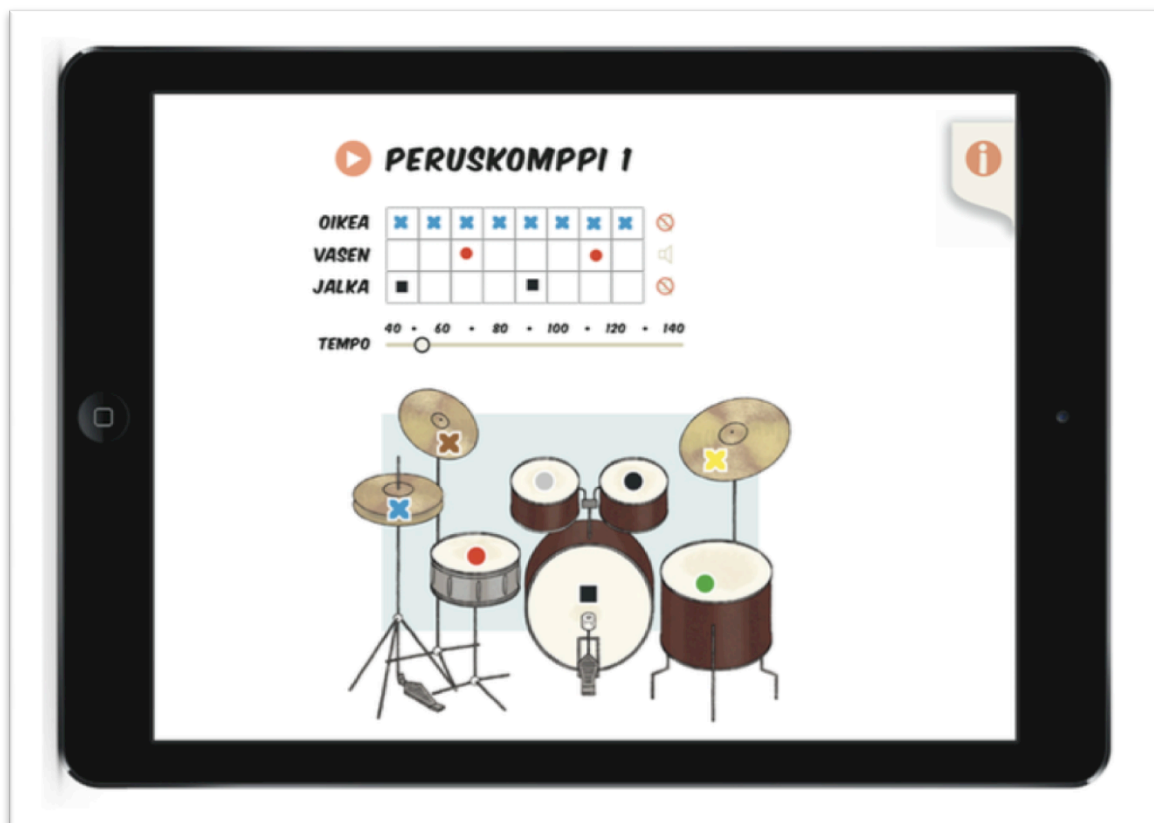 PERUSKOMPPI 1
OIKEA
VASEN
JALKA
40 • 60 • 80 • 100 • 120 • 140
TEMPO
i